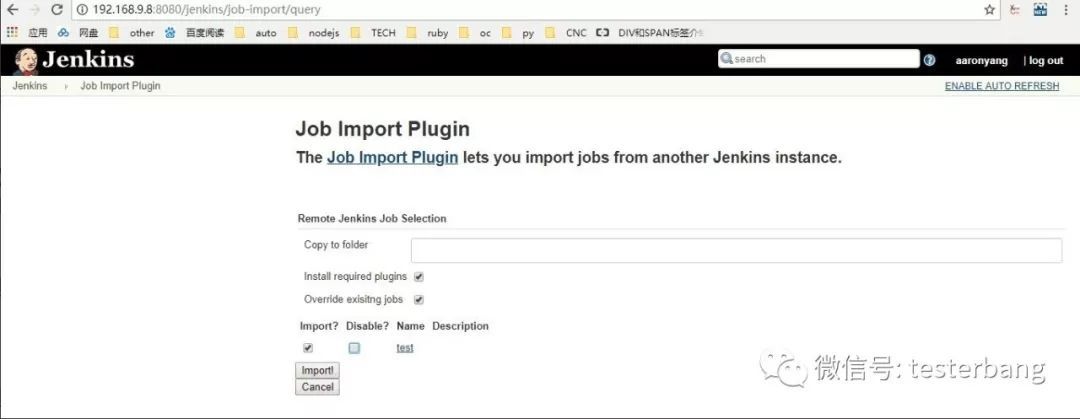 192.168.9.8:8080/jenkins/job-import/query
应用 网盘 other 百度阅读 auto nodejs TECH ruby oc py CNC DIV和SPAN标签介
Jenkins search aaronyang | log out
Jenkins Job Import Plugin ENABLE AUTO REFRESH
Job Import Plugin
The Job Import Plugin lets you import jobs from another Jenkins instance.
Remote Jenkins Job Selection
Copy to folder
Install required plugins
Override exisitng jobs
Import? Disable? Name Description
test
Import!
Cancel
微信号: testerbang